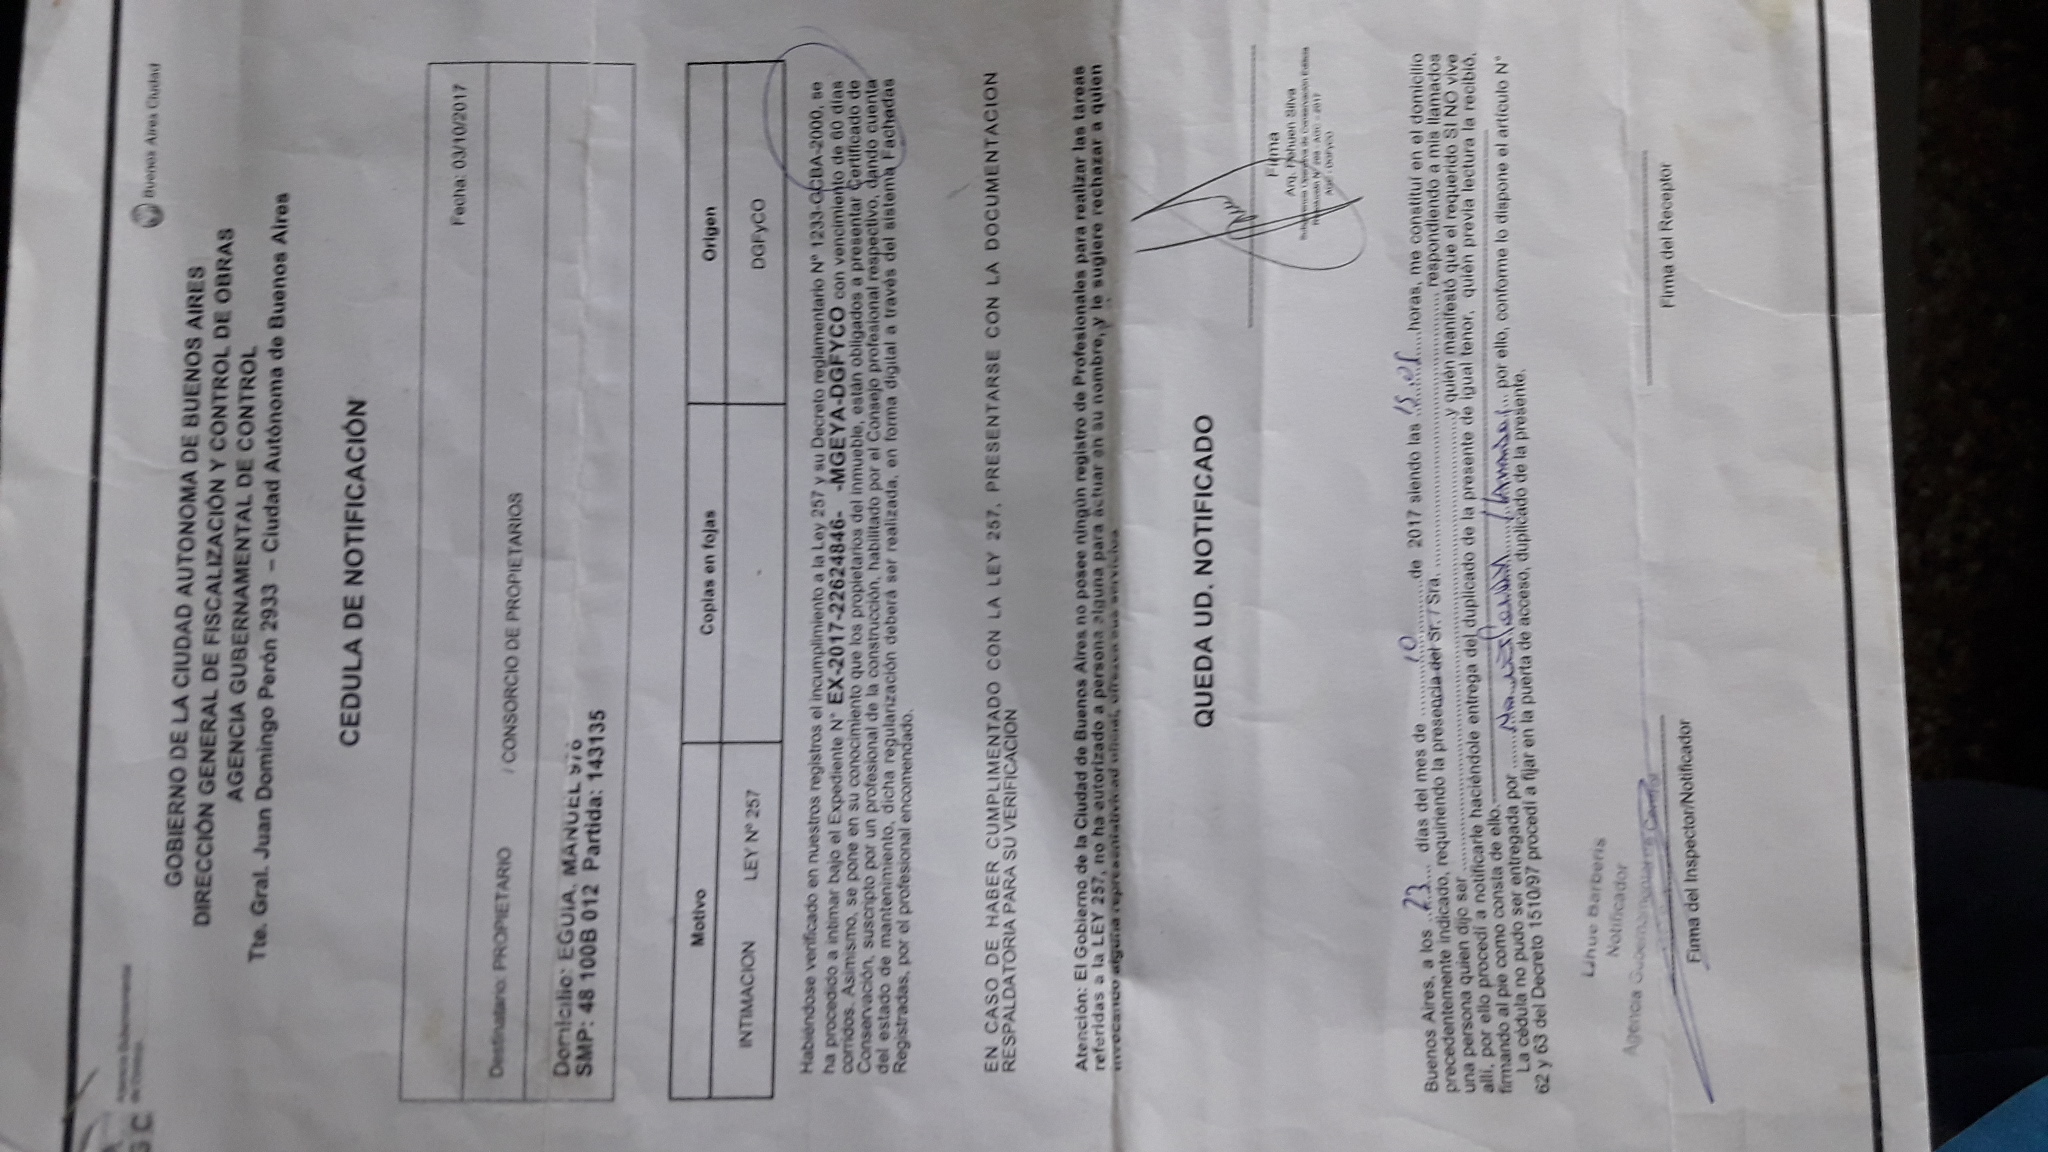 GC Agencia Gubernamental
de Control
Buenos Aires Ciudad
GOBIERNO DE LA CIUDAD AUTONOMA DE BUENOS AIRES
DIRECCIÓN GENERAL DE FISCALIZACIÓN Y CONTROL DE OBRAS
AGENCIA GUBERNAMENTAL DE CONTROL
Tte. Gral. Juan Domingo Perón 2933 – Ciudad Autónoma de Buenos Aires
CEDULA DE NOTIFICACIÓN
Fecha: 03/10/2017
Destinatario: PROPIETARIO / CONSORCIO DE PROPIETARIOS
Domicilio: EGUIA, MANUEL 976
SMP: 48 100B 012 Partida: 143135
Motivo Copias en fojas Origen
INTIMACION LEY Nº 257 - DGFyCO
Habiéndose verificado en nuestros registros el incumplimiento a la Ley 257 y su Decreto reglamentario Nº 1233-GCBA-2000, se
ha procedido a intimar bajo el Expediente N° EX-2017-22624846- -MGEYA-DGFYCO con vencimiento de 60 días
corridos. Asimismo, se pone en su conocimiento que los propietarios del inmueble, están obligados a presentar Certificado de
Conservación, suscripto por un profesional de la construcción, habilitado por el Consejo profesional respectivo, dando cuenta
del estado de mantenimiento, dicha regularización deberá ser realizada, en forma digital a través del sistema Fachadas
Registradas, por el profesional encomendado.
EN CASO DE HABER CUMPLIMENTADO CON LA LEY 257, PRESENTARSE CON LA DOCUMENTACION
RESPALDATORIA PARA SU VERIFICACION
Atención: El Gobierno de la Ciudad de Buenos Aires no posee ningún registro de Profesionales para realizar las tareas
referidas a la LEY 257, no ha autorizado a persona alguna para actuar en su nombre, y le sugiere rechazar a quien
invocando alguna representatividad oficial, ofrezca sus servicios
QUEDA UD. NOTIFICADO
Firma
Arq. Pehuen Silva
Subgerencia Operativa de Conservación Edilicia
Resolución N° 268 - AGC - 2017
AGC - DGFyCO
Buenos Aires, a los ..23.... días del mes de ........10........de 2017 siendo las ..........horas, me constituí en el domicilio
precedentemente indicado, requiriendo la presencia del Sr. / Sra. ........................ respondiendo a mis llamados
una persona quien dijo ser ........................y quién manifestó que el requerido SI NO vive
allí, por ello procedí a notificarle haciéndole entrega del duplicado de la presente de igual tenor, quién previa lectura la recibió,
firmando al pie como consta de ello.-
La cédula no pudo ser entregada por ........ llamados... por ello, conforme lo dispone el artículo N°
62 y 63 del Decreto 1510/97 procedí a fijar en la puerta de acceso, duplicado de la presente.
Lihue Barberis
Notificador
Agencia Gubernamental de Control
Firma del Inspector/Notificador
Firma del Receptor